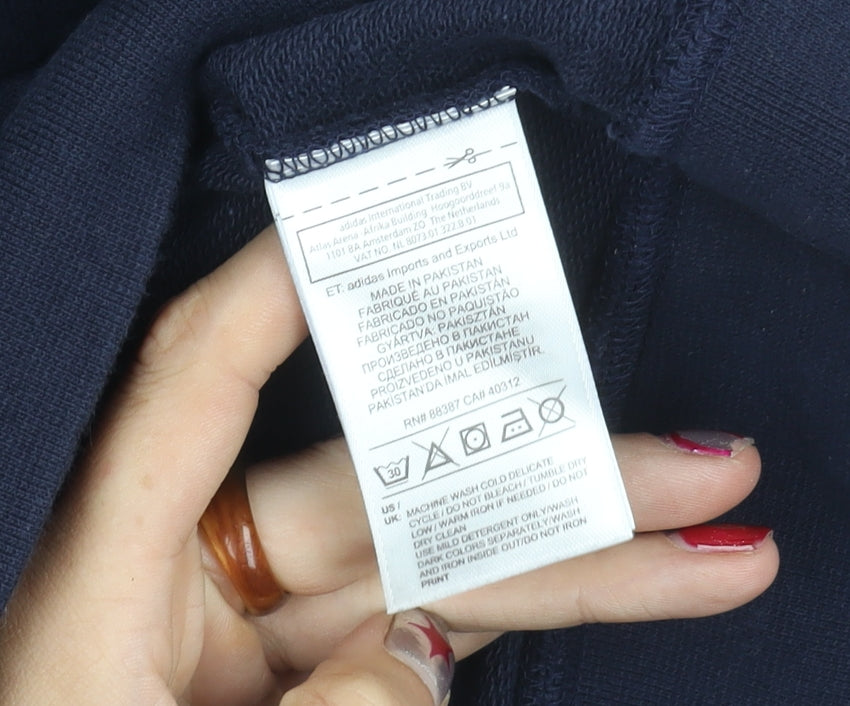 adidas International Trading BV
Atlas Arena Afrika Building Hoogoorddreef 9a
1101 BA Amsterdam ZO The Netherlands
VAT NO. NL 8073.01.322.B.01
ET: adidas Imports and Exports Ltd
MADE IN PAKISTAN
FABRIQUÉ AU PAKISTAN
FABRICADO EN PAKISTÁN
FABRICADO NO PAQUISTÃO
GYÁRTVA: PAKISZTÁN
ПРОИЗВЕДЕНО В ПАКИСТАН
СДЕЛАНО В ПАКИСТАНЕ
PROIZVEDENO U PAKISTANU
PAKİSTAN'DA İMAL EDİLMİŞTİR.
RN# 88387 CA# 40312
30
US / UK: MACHINE WASH COLD DELICATE
CYCLE / DO NOT BLEACH / TUMBLE DRY
LOW / WARM IRON IF NEEDED / DO NOT
DRY CLEAN
USE MILD DETERGENT ONLY/WASH
DARK COLORS SEPARATELY/WASH
AND IRON INSIDE OUT/DO NOT IRON
PRINT